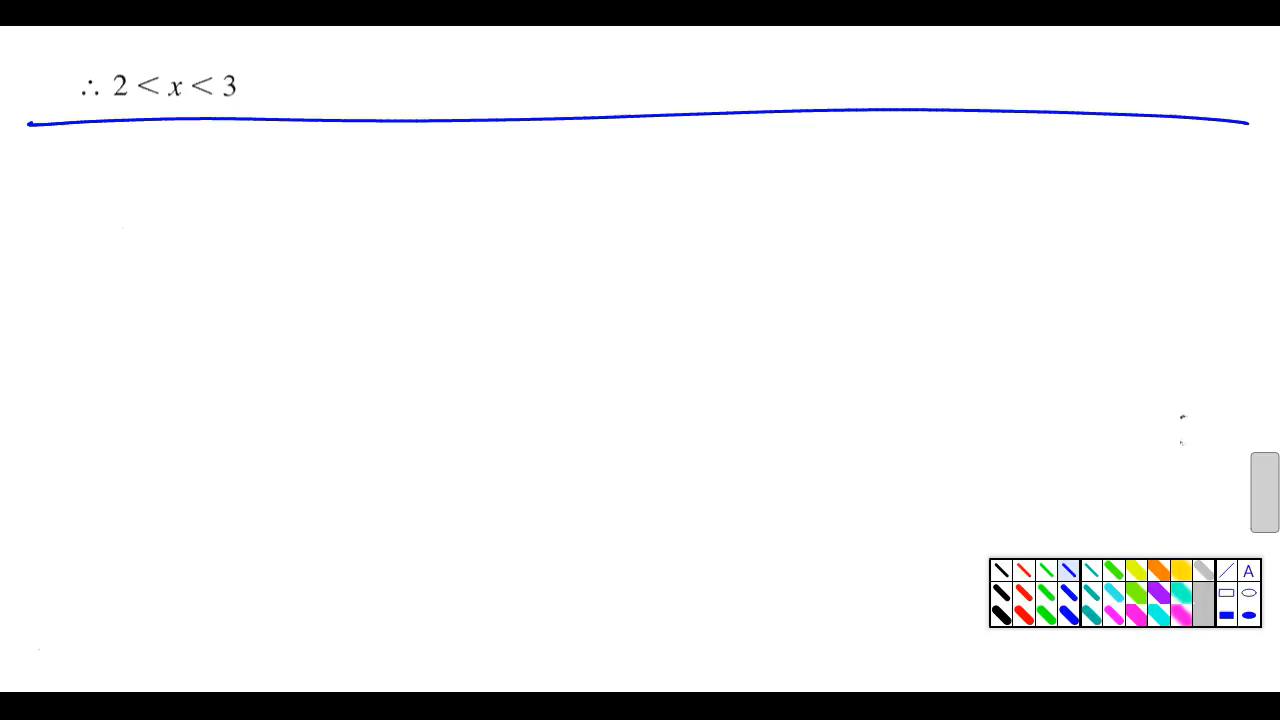 ∴ 2 < x < 3
A